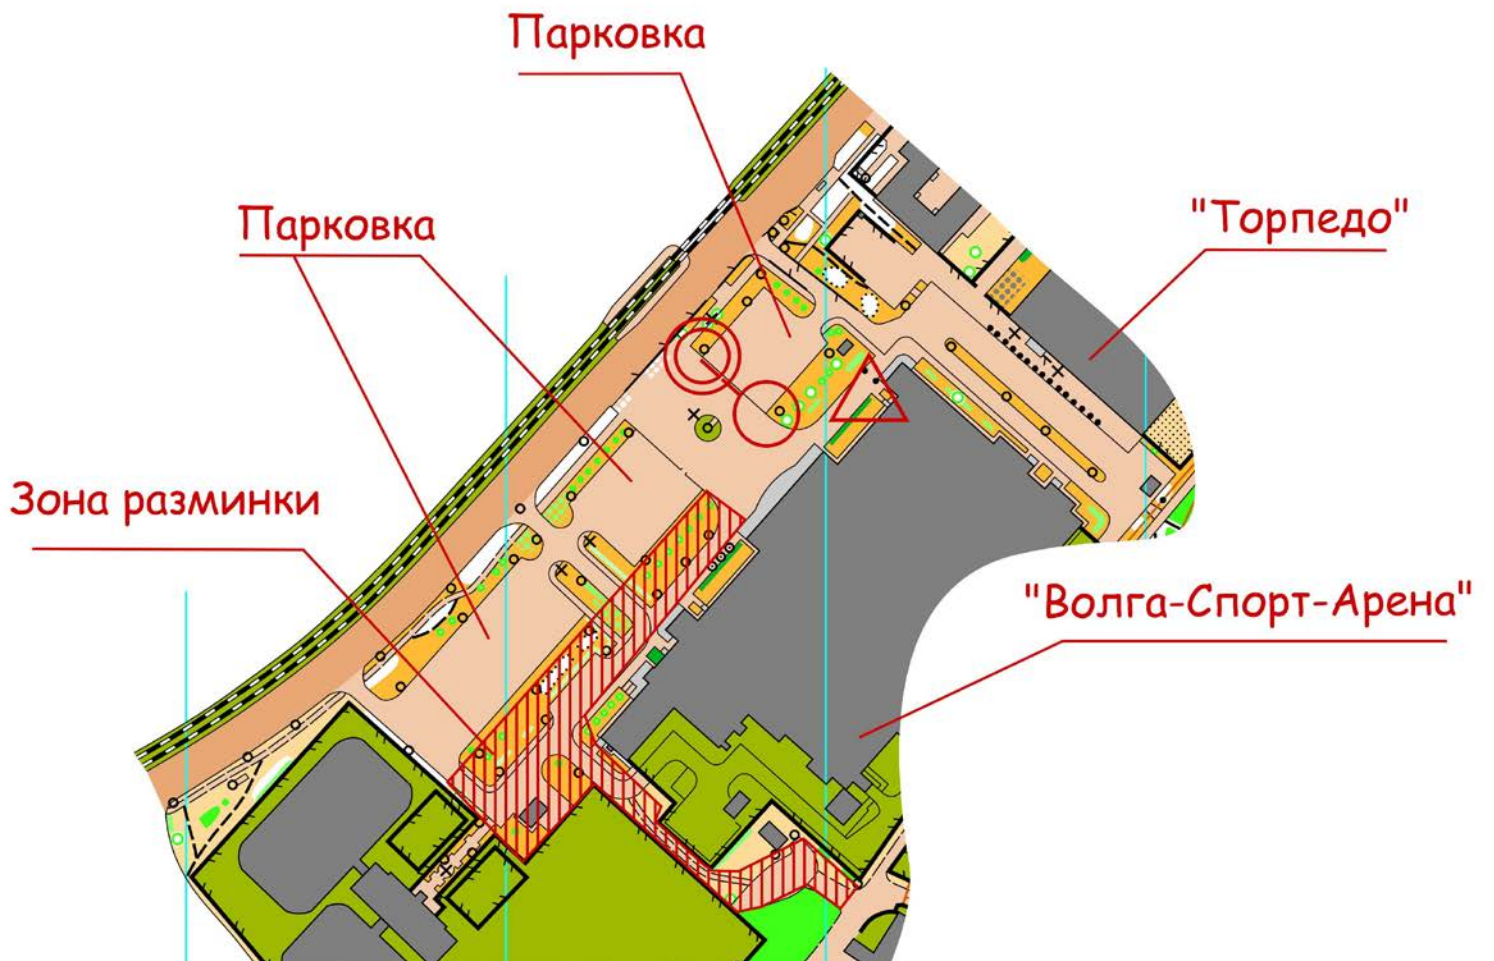 Парковка
Парковка
"Торпедо"
Зона разминки
"Волга-Спорт-Арена"